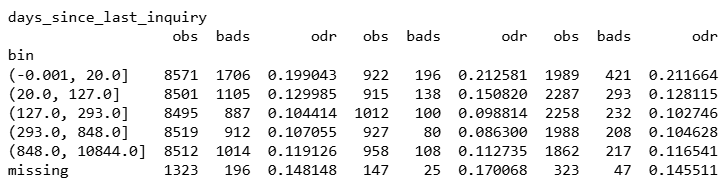 days_since_last_inquiry
obs bads odr obs bads odr obs bads odr
bin
(-0.001, 20.0] 8571 1706 0.199043 922 196 0.212581 1989 421 0.211664
(20.0, 127.0] 8501 1105 0.129985 915 138 0.150820 2287 293 0.128115
(127.0, 293.0] 8495 887 0.104414 1012 100 0.098814 2258 232 0.102746
(293.0, 848.0] 8519 912 0.107055 927 80 0.086300 1988 208 0.104628
(848.0, 10844.0] 8512 1014 0.119126 958 108 0.112735 1862 217 0.116541
missing 1323 196 0.148148 147 25 0.170068 323 47 0.145511